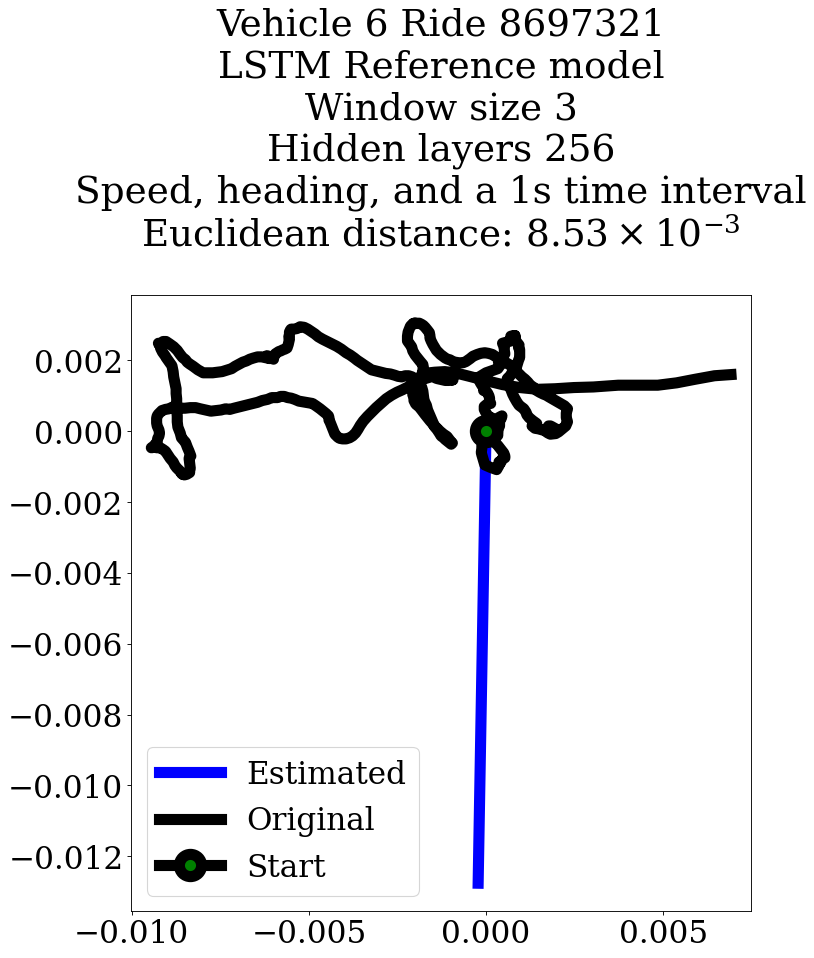 Vehicle 6 Ride 8697321
LSTM Reference model
Window size 3
Hidden layers 256
Speed, heading, and a 1s time interval
Euclidean distance: 8.53 × 10⁻³
0.002
0.000
−0.002
−0.004
−0.006
−0.008
−0.010
−0.012
Estimated
Original
Start
−0.010 −0.005 0.000 0.005